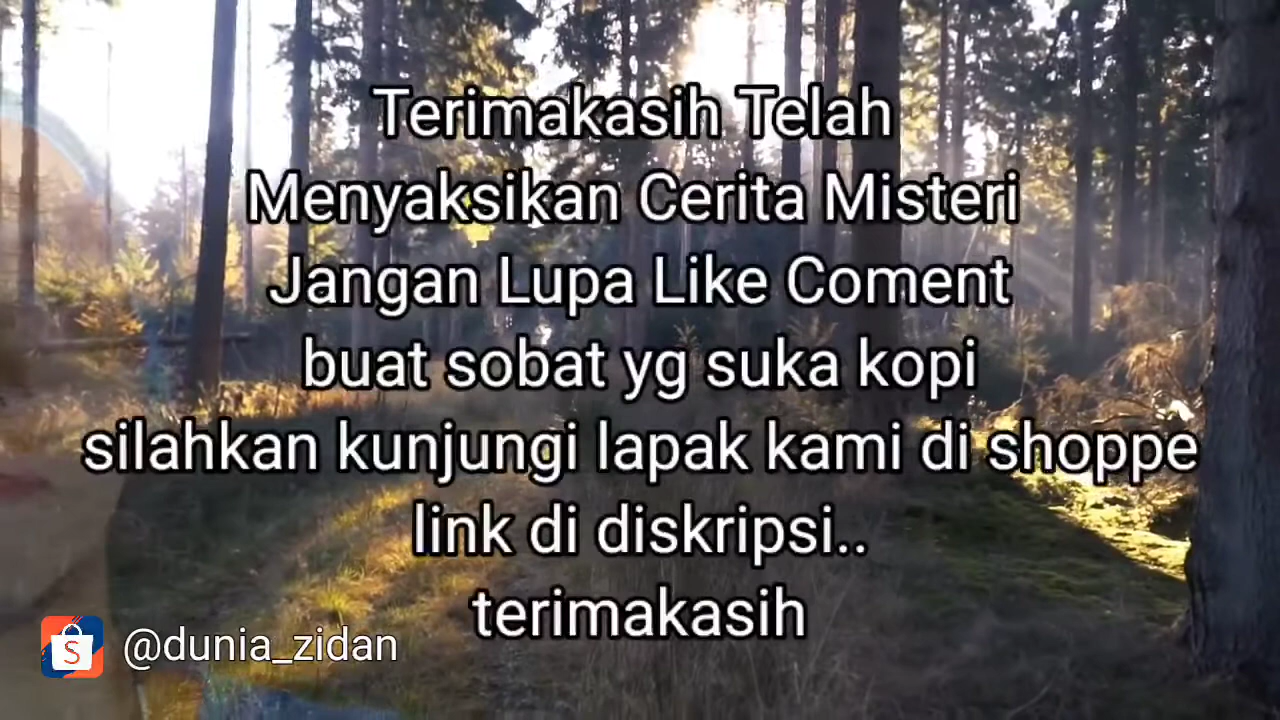 Terimakasih Telah
Menyaksikan Cerita Misteri
Jangan Lupa Like Coment
buat sobat yg suka kopi
silahkan kunjungi lapak kami di shoppe
link di diskripsi..
terimakasih
S @dunia_zidan